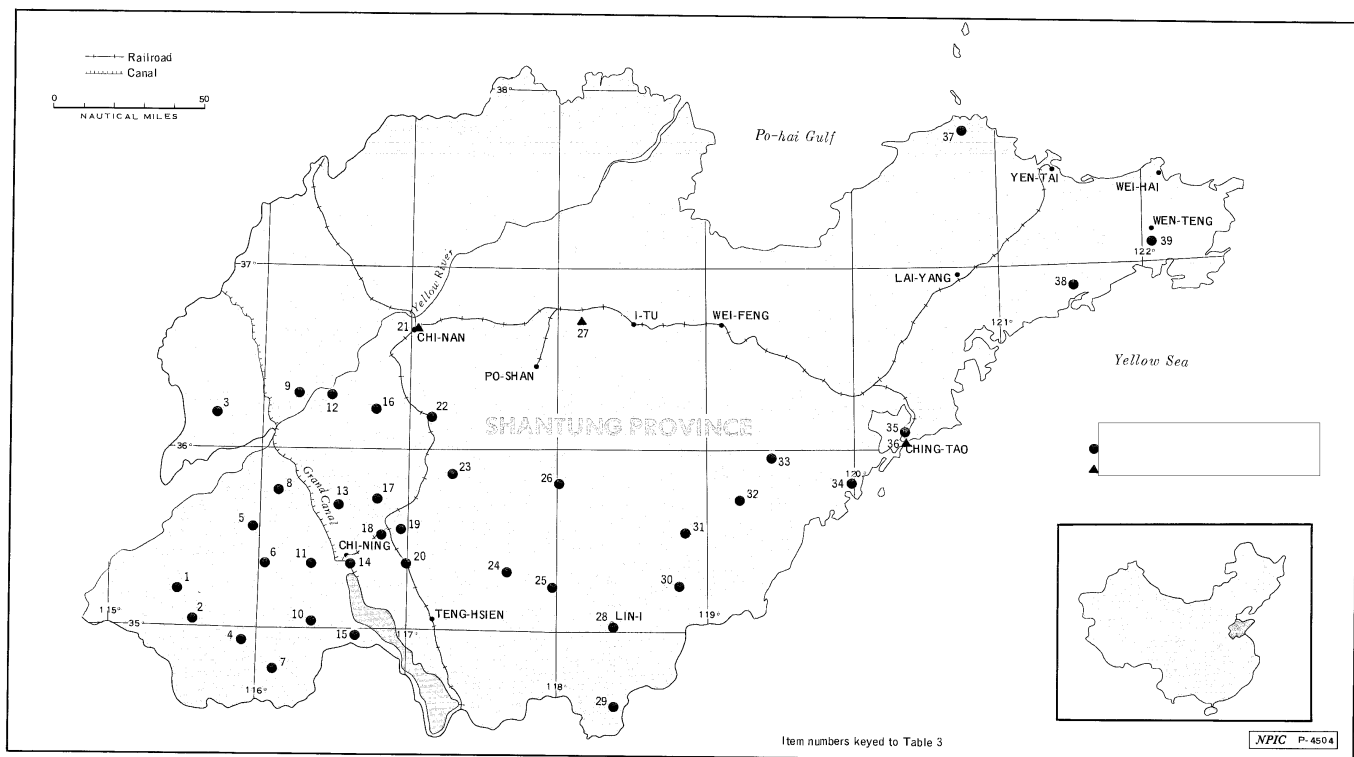 Railroad
Canal
0 50
NAUTICAL MILES
38°
Po-hai Gulf
37
YEN-TAI
WEI-HAI
WEN-TENG
39
122°
37°
Yellow River
LAI-YANG
38
121°
21
CHI-NAN
27
I-TU
WEI-FENG
Yellow Sea
PO-SHAN
3
9
12
16
22
SHANTUNG PROVINCE
35
36
CHING-TAO
36°
23
26
33
120°
34
8
Grand Canal
13
17
32
5
18
19
31
CHI-NING
6
11
14
20
24
25
30
1
115°
2
35°
10
15
117°
TENG-HSIEN
28
LIN-I
119°
4
7
116°
118°
29
Item numbers keyed to Table 3
NPIC P-4504